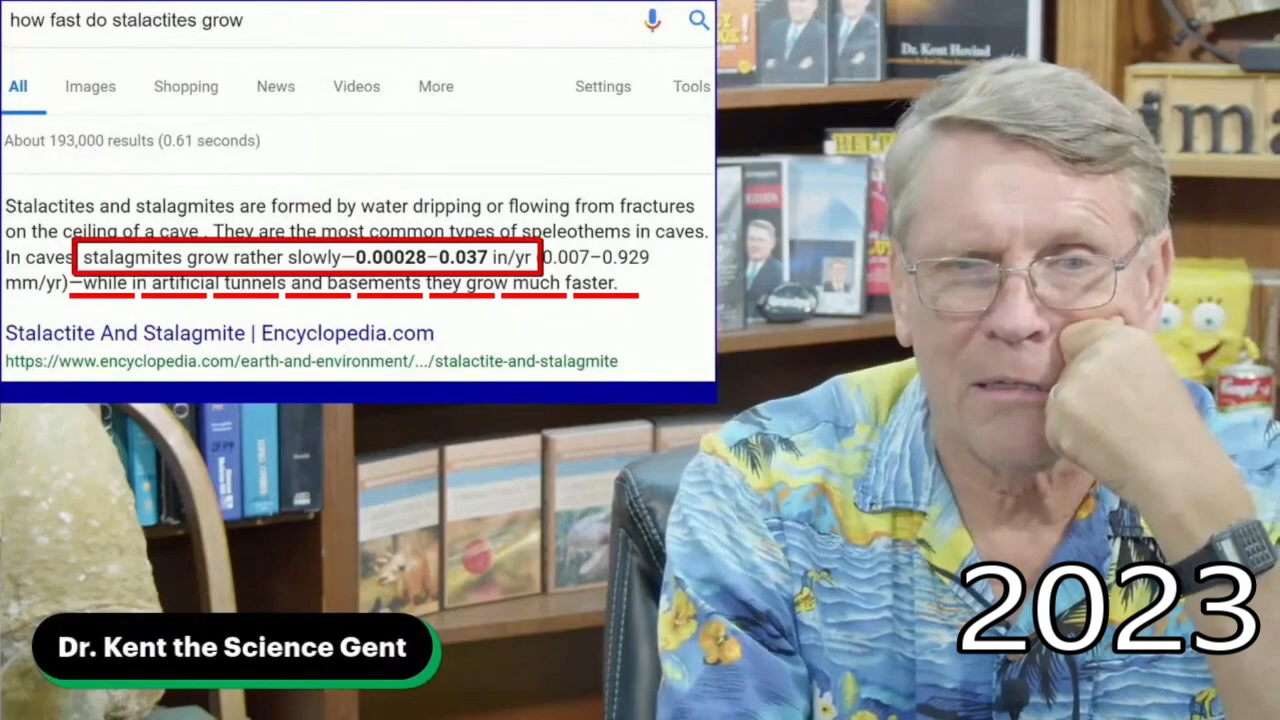 how fast do stalactites grow
All Images Shopping News Videos More Settings Tools
About 193,000 results (0.61 seconds)
Stalactites and stalagmites are formed by water dripping or flowing from fractures
on the ceiling of a cave . They are the most common types of speleothems in caves.
In caves stalagmites grow rather slowly—0.00028–0.037 in/yr 0.007–0.929
mm/yr)—while in artificial tunnels and basements they grow much faster.
Stalactite And Stalagmite | Encyclopedia.com
https://www.encyclopedia.com/earth-and-environment/.../stalactite-and-stalagmite
Dr. Kent Hovind
ima
Dr. Kent the Science Gent
2023